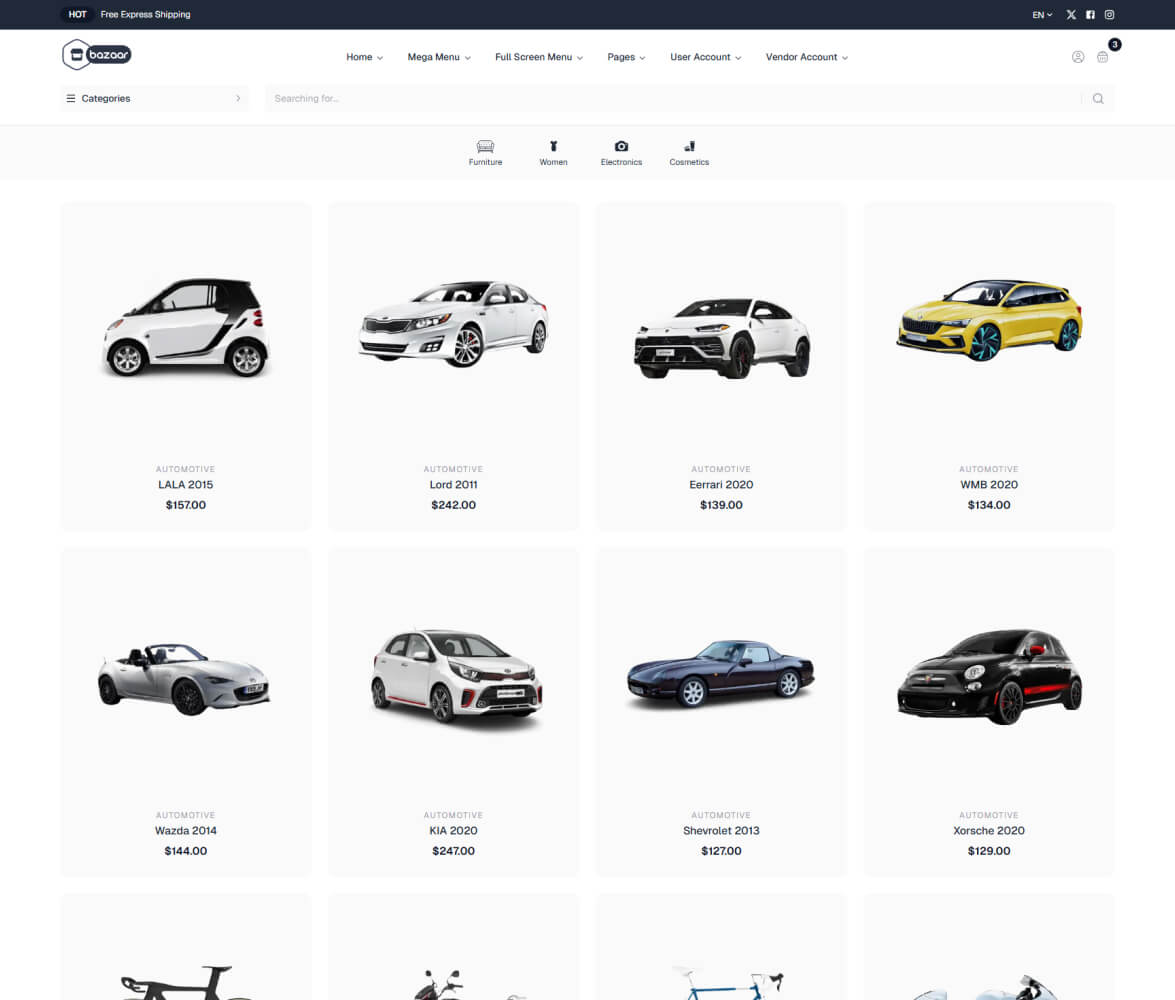 HOT Free Express Shipping EN
bazaar
Home Mega Menu Full Screen Menu Pages User Account Vendor Account
3
Categories
Searching for...
Furniture Women Electronics Cosmetics
AUTOMOTIVE
LALA 2015
$157.00
AUTOMOTIVE
Lord 2011
$242.00
AUTOMOTIVE
Eerrari 2020
$139.00
AUTOMOTIVE
WMB 2020
$134.00
AUTOMOTIVE
Wazda 2014
$144.00
AUTOMOTIVE
KIA 2020
$247.00
AUTOMOTIVE
Shevrolet 2013
$127.00
AUTOMOTIVE
Xorsche 2020
$129.00